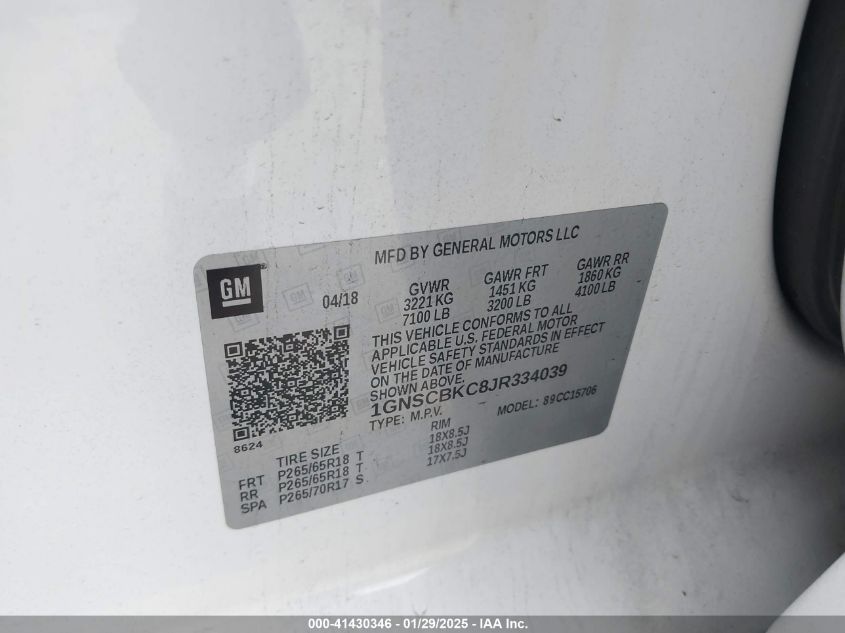 MFD BY GENERAL MOTORS LLC
GM
04/18 GVWR GAWR FRT GAWR RR
3221 KG 1451 KG 1860 KG
7100 LB 3200 LB 4100 LB
THIS VEHICLE CONFORMS TO ALL
APPLICABLE U.S. FEDERAL MOTOR
VEHICLE SAFETY STANDARDS IN EFFECT
ON THE DATE OF MANUFACTURE
SHOWN ABOVE.
1GNSCBKC8JR334039
TYPE: M.P.V. MODEL: 89CC15706
8624
TIRE SIZE RIM
FRT P265/65R18 T 18X8.5J
RR P265/65R18 T 18X8.5J
SPA P265/70R17 S 17X7.5J
000-41430346 - 01/29/2025 - IAA Inc.